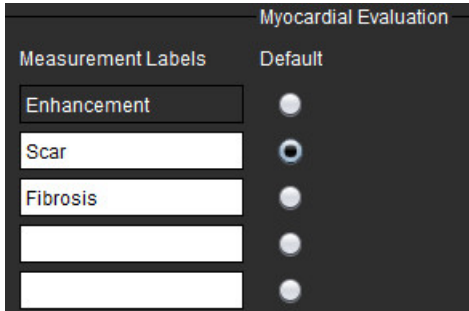 Myocardial Evaluation
Measurement Labels Default
Enhancement
Scar
Fibrosis